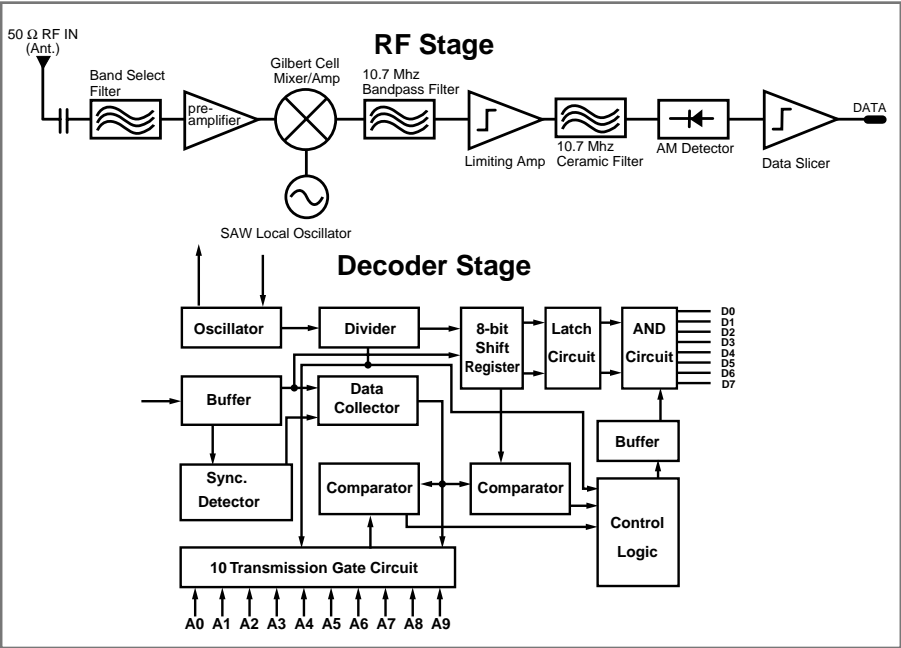 50 Ω RF IN
(Ant.)
RF Stage
Band Select
Filter
pre-
amplifier
Gilbert Cell
Mixer/Amp
10.7 Mhz
Bandpass Filter
Limiting Amp
10.7 Mhz
Ceramic Filter
AM Detector
Data Slicer
DATA
SAW Local Oscillator
Decoder Stage
Oscillator
Divider
8-bit
Shift
Register
Latch
Circuit
AND
Circuit
D0
D1
D2
D3
D4
D5
D6
D7
Buffer
Data
Collector
Buffer
Sync.
Detector
Comparator
Comparator
Control
Logic
10 Transmission Gate Circuit
A0 A1 A2 A3 A4 A5 A6 A7 A8 A9